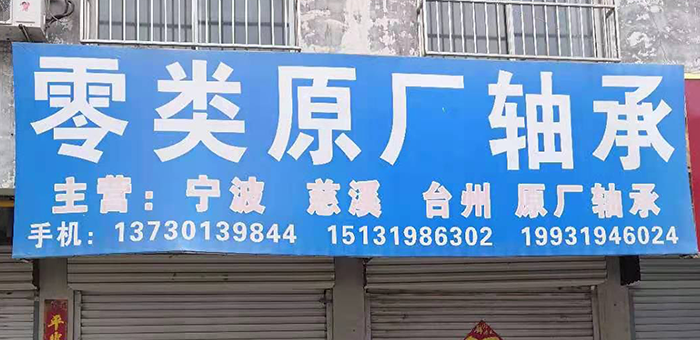 零类原厂轴承
主营：宁波 慈溪 台州 原厂轴承
手机：13730139844 15131986302 19931946024